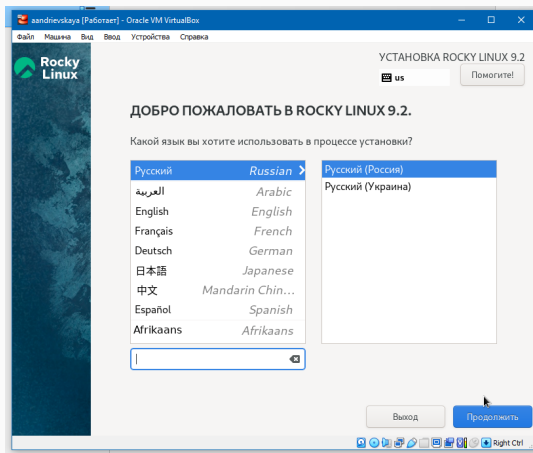 aandrievskaya [Работает] - Oracle VM VirtualBox
Файл Машина Вид Ввод Устройства Справка
Rocky
Linux
УСТАНОВКА ROCKY LINUX 9.2
us
Помогите!
ДОБРО ПОЖАЛОВАТЬ В ROCKY LINUX 9.2.
Какой язык вы хотите использовать в процессе установки?
Русский Russian
العربية Arabic
English English
Français French
Deutsch German
日本語 Japanese
中文 Mandarin Chin...
Español Spanish
Afrikaans Afrikaans
Русский (Россия)
Русский (Украина)
Выход
Продолжить
Right Ctrl